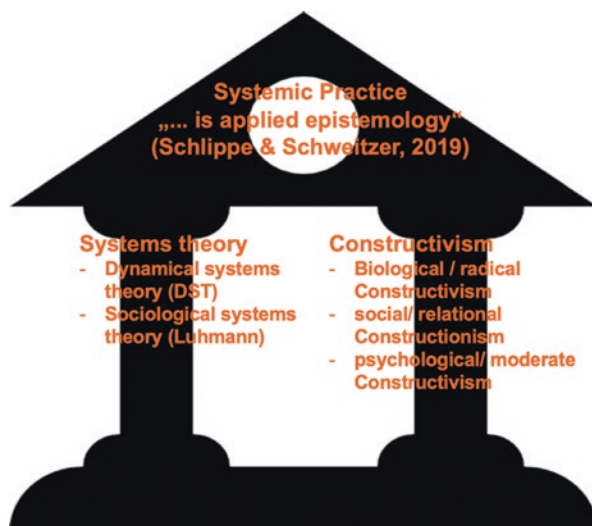 Systemic Practice
„... is applied epistemology“
(Schlippe & Schweitzer, 2019)
Systems theory
- Dynamical systems
theory (DST)
- Sociological systems
theory (Luhmann)
Constructivism
- Biological / radical
Constructivism
- social/ relational
Constructionism
- psychological/ moderate
Constructivism